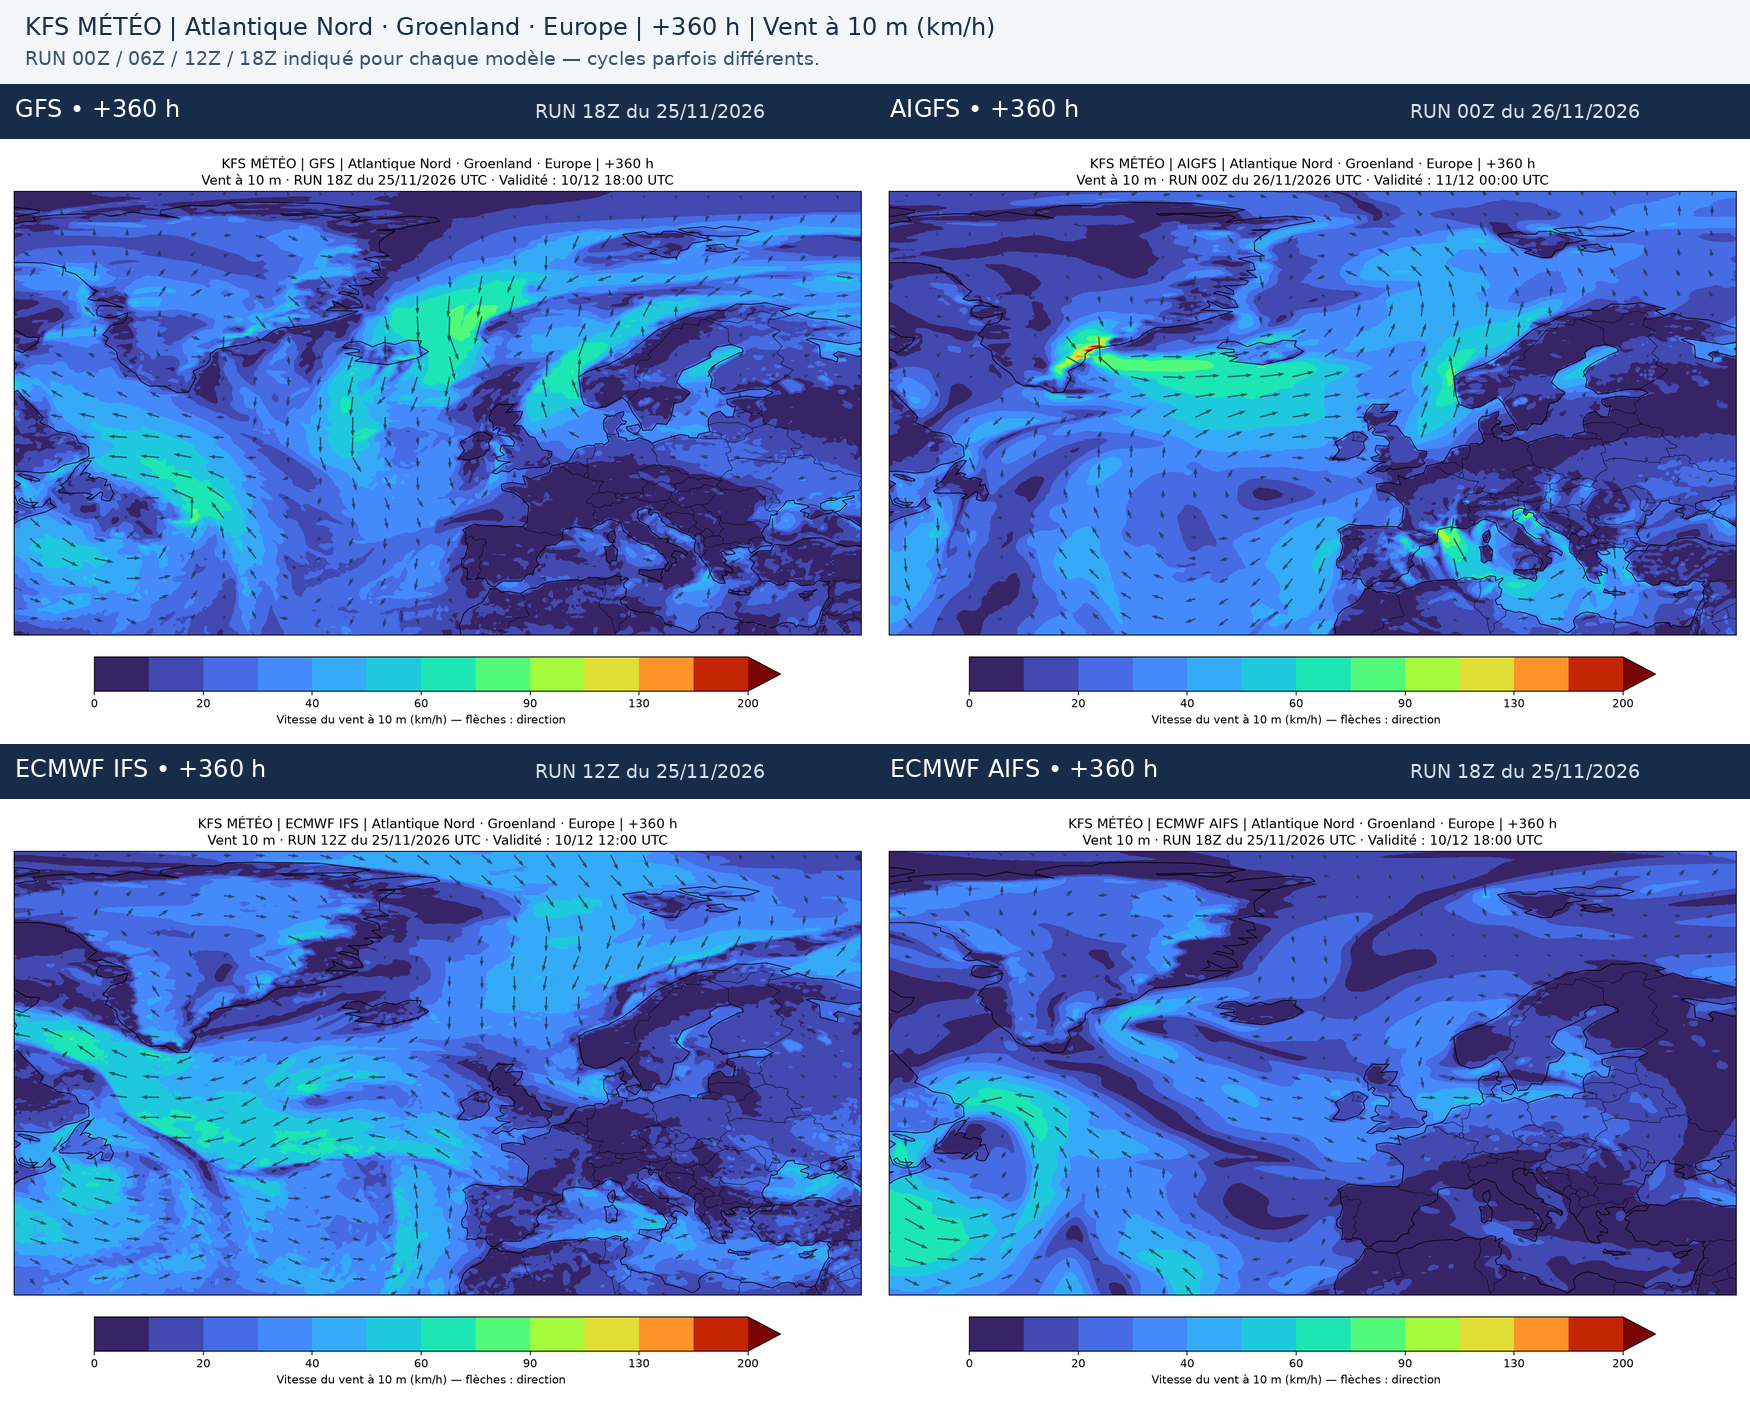 KFS MÉTÉO | Atlantique Nord · Groenland · Europe | +360 h | Vent à 10 m (km/h)
RUN 00Z / 06Z / 12Z / 18Z indiqué pour chaque modèle — cycles parfois différents.
GFS • +360 h
RUN 18Z du 25/11/2026
KFS MÉTÉO | GFS | Atlantique Nord · Groenland · Europe | +360 h
Vent à 10 m · RUN 18Z du 25/11/2026 UTC · Validité : 10/12 18:00 UTC
0 20 40 60 90 130 200
Vitesse du vent à 10 m (km/h) — flèches : direction
AIGFS • +360 h
RUN 00Z du 26/11/2026
KFS MÉTÉO | AIGFS | Atlantique Nord · Groenland · Europe | +360 h
Vent à 10 m · RUN 00Z du 26/11/2026 UTC · Validité : 11/12 00:00 UTC
0 20 40 60 90 130 200
Vitesse du vent à 10 m (km/h) — flèches : direction
ECMWF IFS • +360 h
RUN 12Z du 25/11/2026
KFS MÉTÉO | ECMWF IFS | Atlantique Nord · Groenland · Europe | +360 h
Vent 10 m · RUN 12Z du 25/11/2026 UTC · Validité : 10/12 12:00 UTC
0 20 40 60 90 130 200
Vitesse du vent à 10 m (km/h) — flèches : direction
ECMWF AIFS • +360 h
RUN 18Z du 25/11/2026
KFS MÉTÉO | ECMWF AIFS | Atlantique Nord · Groenland · Europe | +360 h
Vent 10 m · RUN 18Z du 25/11/2026 UTC · Validité : 10/12 18:00 UTC
0 20 40 60 90 130 200
Vitesse du vent à 10 m (km/h) — flèches : direction